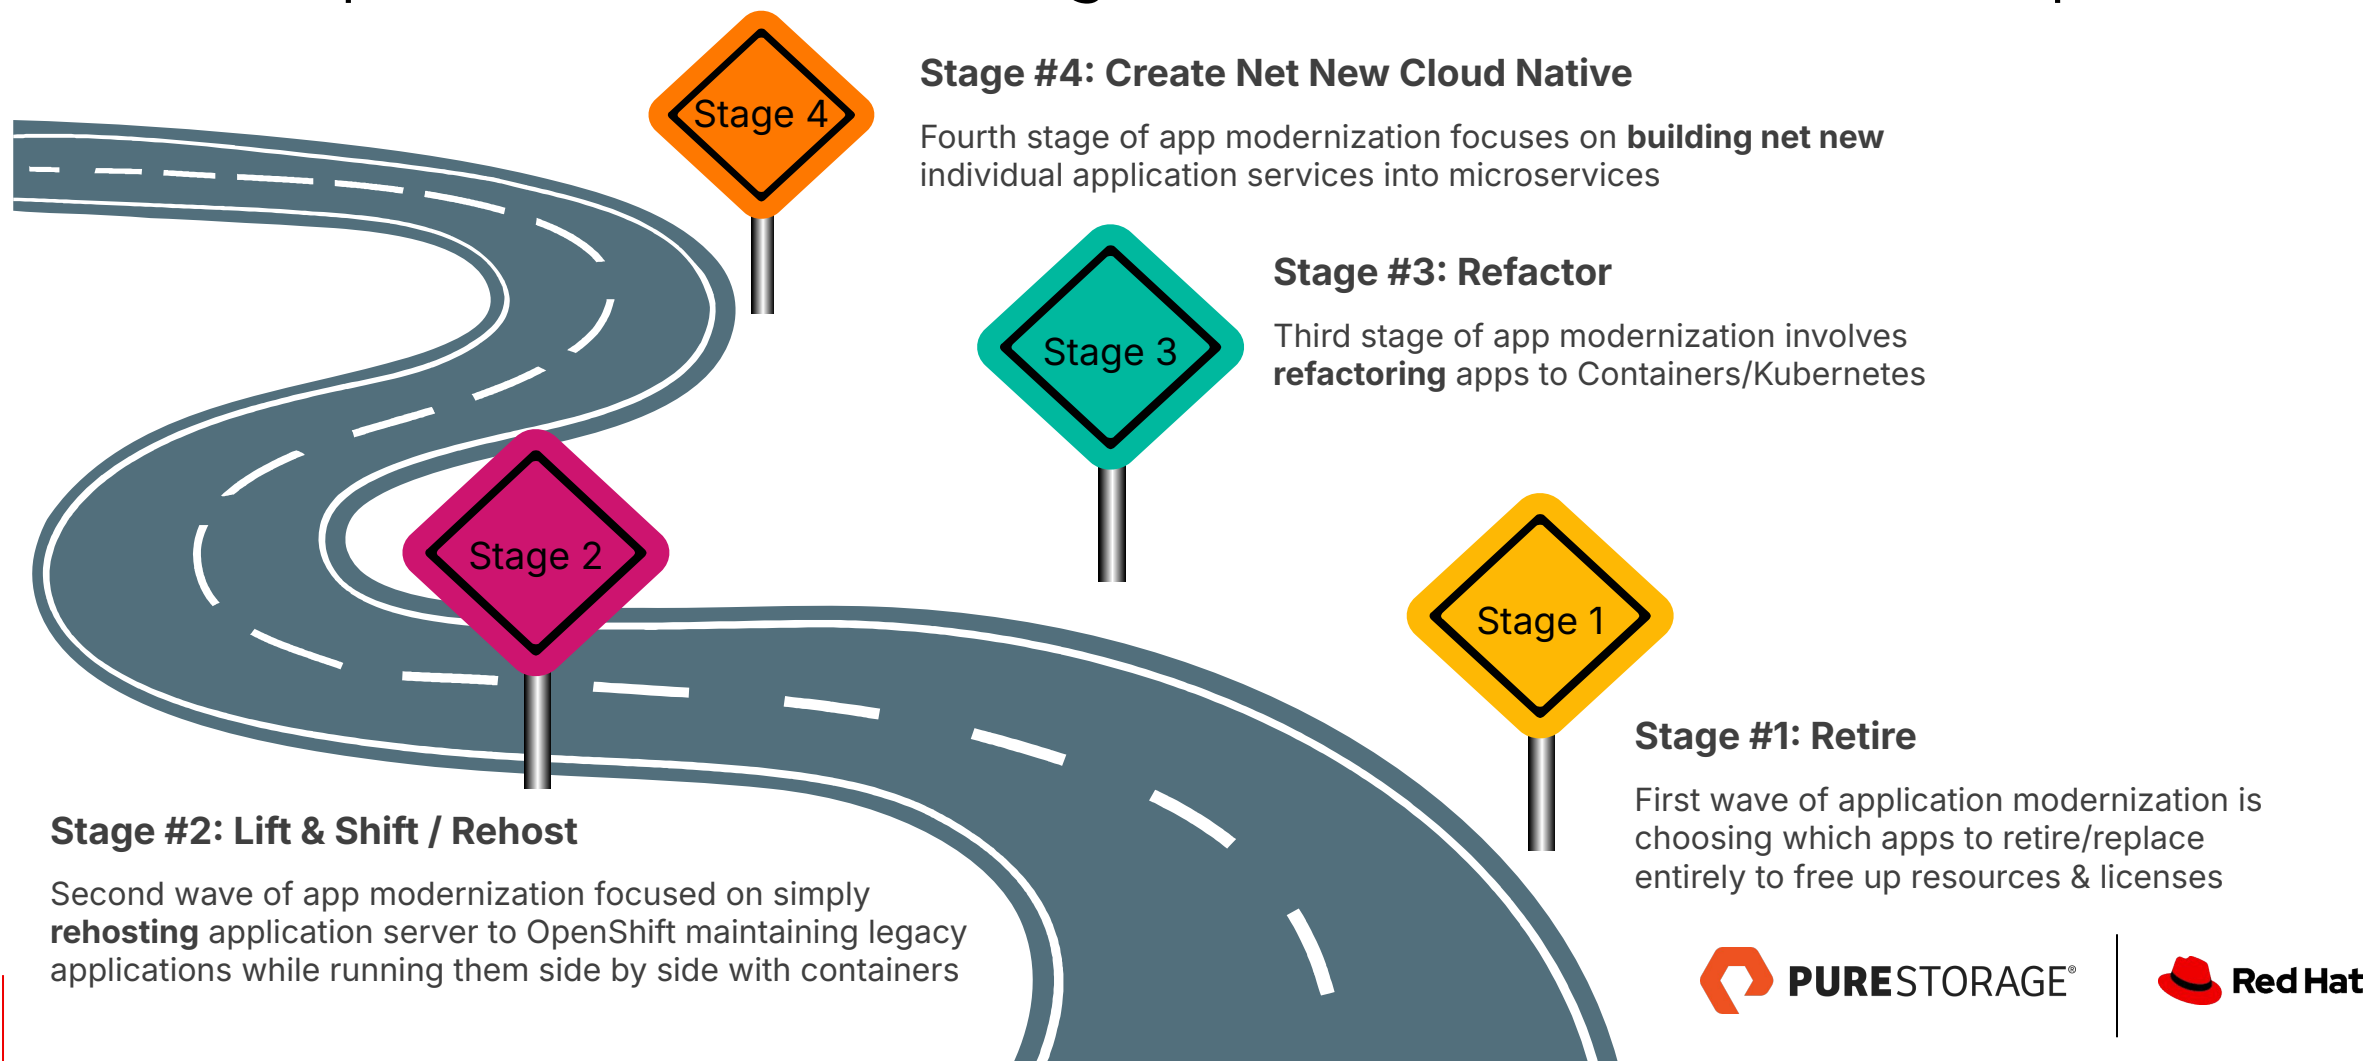 Stage 4
Stage #4: Create Net New Cloud Native
Fourth stage of app modernization focuses on building net new
individual application services into microservices
Stage 3
Stage #3: Refactor
Third stage of app modernization involves
refactoring apps to Containers/Kubernetes
Stage 2
Stage 1
Stage #1: Retire
First wave of application modernization is
choosing which apps to retire/replace
entirely to free up resources & licenses
Stage #2: Lift & Shift / Rehost
Second wave of app modernization focused on simply
rehosting application server to OpenShift maintaining legacy
applications while running them side by side with containers
PURESTORAGE®
Red Hat